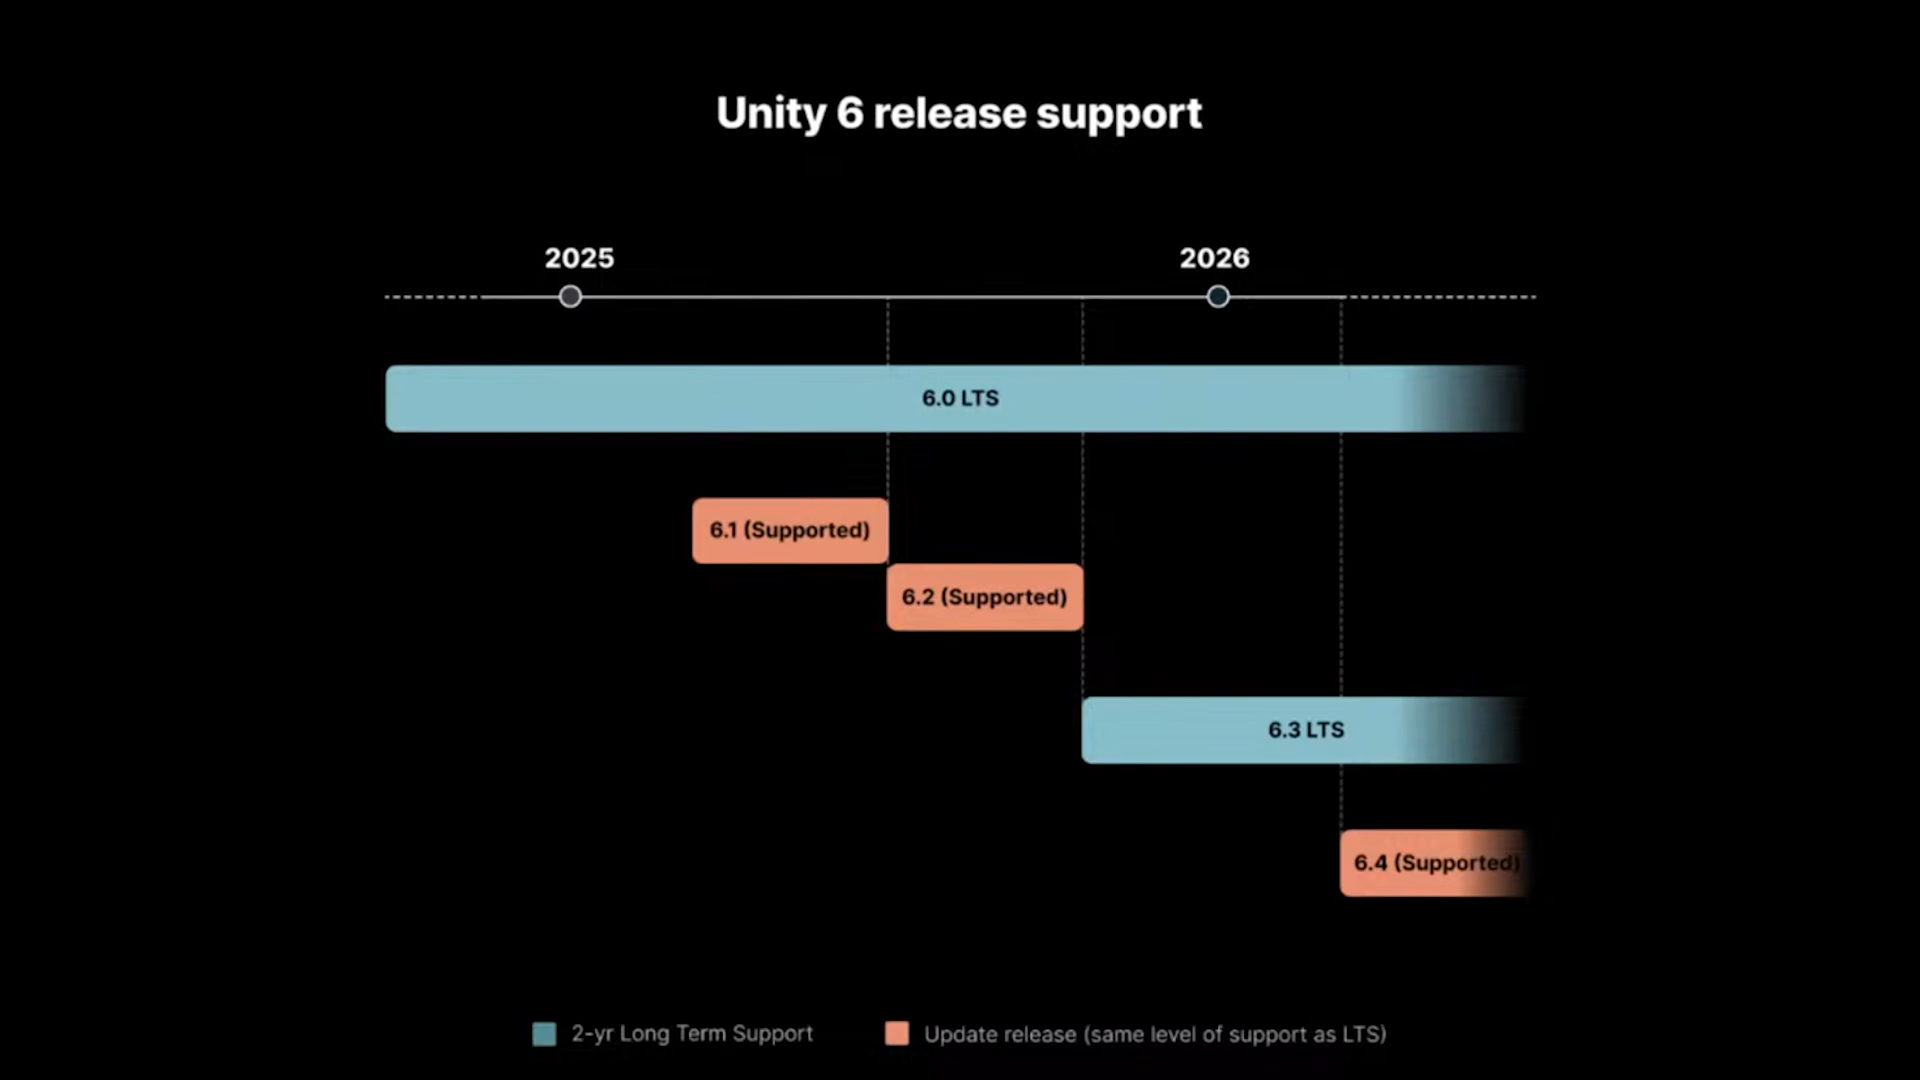 Unity 6 release support
2025
2026
6.0 LTS
6.1 (Supported)
6.2 (Supported)
6.3 LTS
6.4 (Supported)
2-yr Long Term Support
Update release (same level of support as LTS)